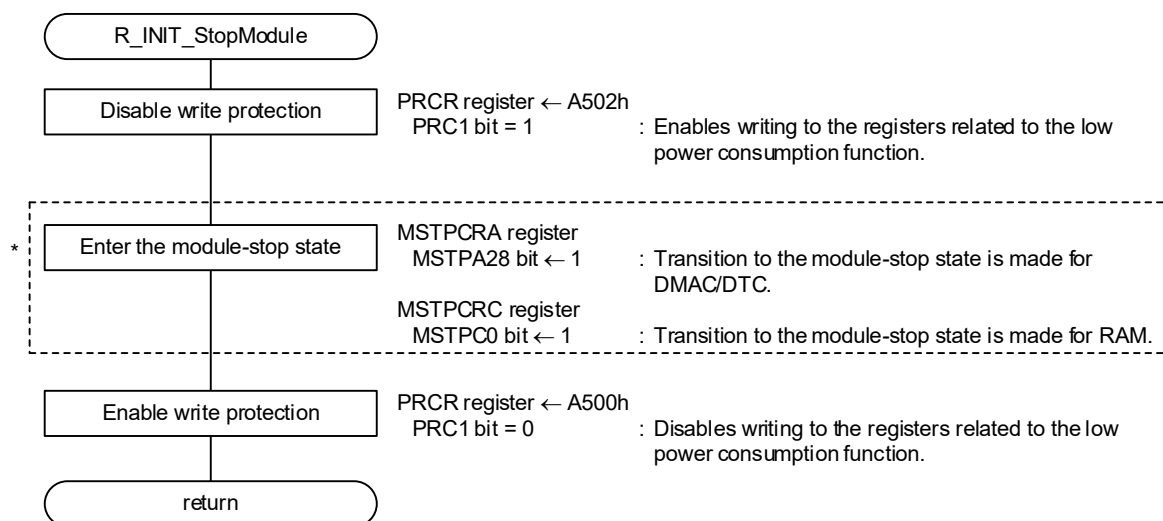 R_INIT_StopModule
Disable write protection
PRCR register ← A502h
PRC1 bit = 1 : Enables writing to the registers related to the low
power consumption function.
*
Enter the module-stop state
MSTPCRA register
MSTPA28 bit ← 1 : Transition to the module-stop state is made for
DMAC/DTC.
MSTPCRC register
MSTPC0 bit ← 1 : Transition to the module-stop state is made for RAM.
Enable write protection
PRCR register ← A500h
PRC1 bit = 0 : Disables writing to the registers related to the low
power consumption function.
return